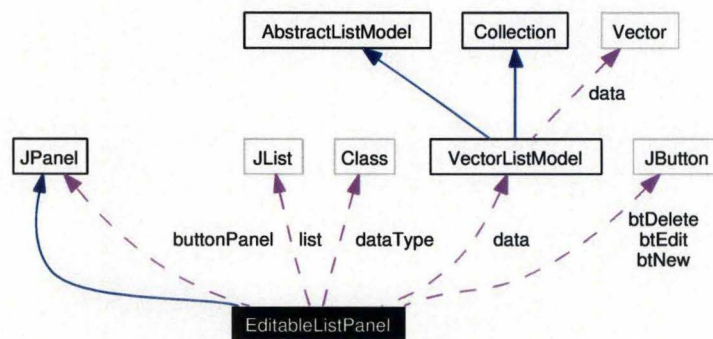 AbstractListModel
Collection
Vector
data
JPanel
JList
Class
VectorListModel
JButton
buttonPanel
list
dataType
data
btDelete
btEdit
btNew
EditableListPanel